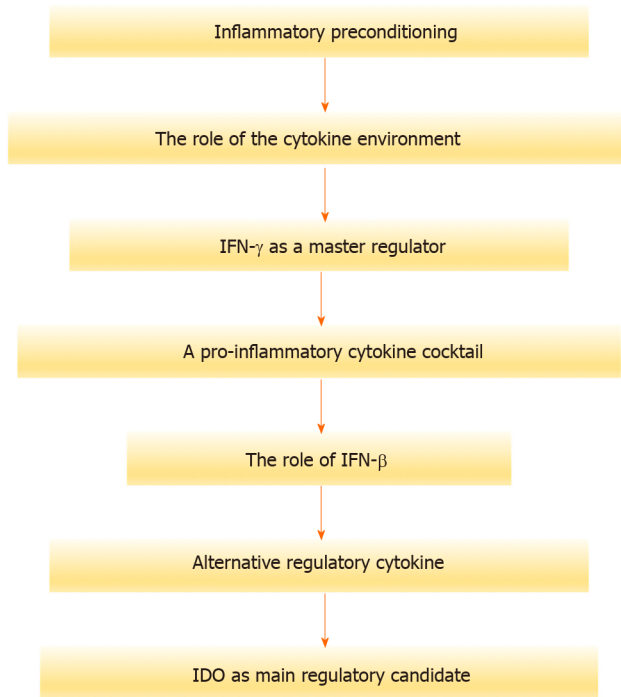 Inflammatory preconditioning
The role of the cytokine environment
IFN-γ as a master regulator
A pro-inflammatory cytokine cocktail
The role of IFN-β
Alternative regulatory cytokine
IDO as main regulatory candidate